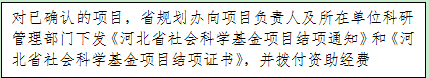 对已确认的项目，省规划办向项目负责人及所在单位科研
管理部门下发《河北省社会科学基金项目结项通知》和《河
北省社会科学基金项目结项证书》，并拨付资助经费